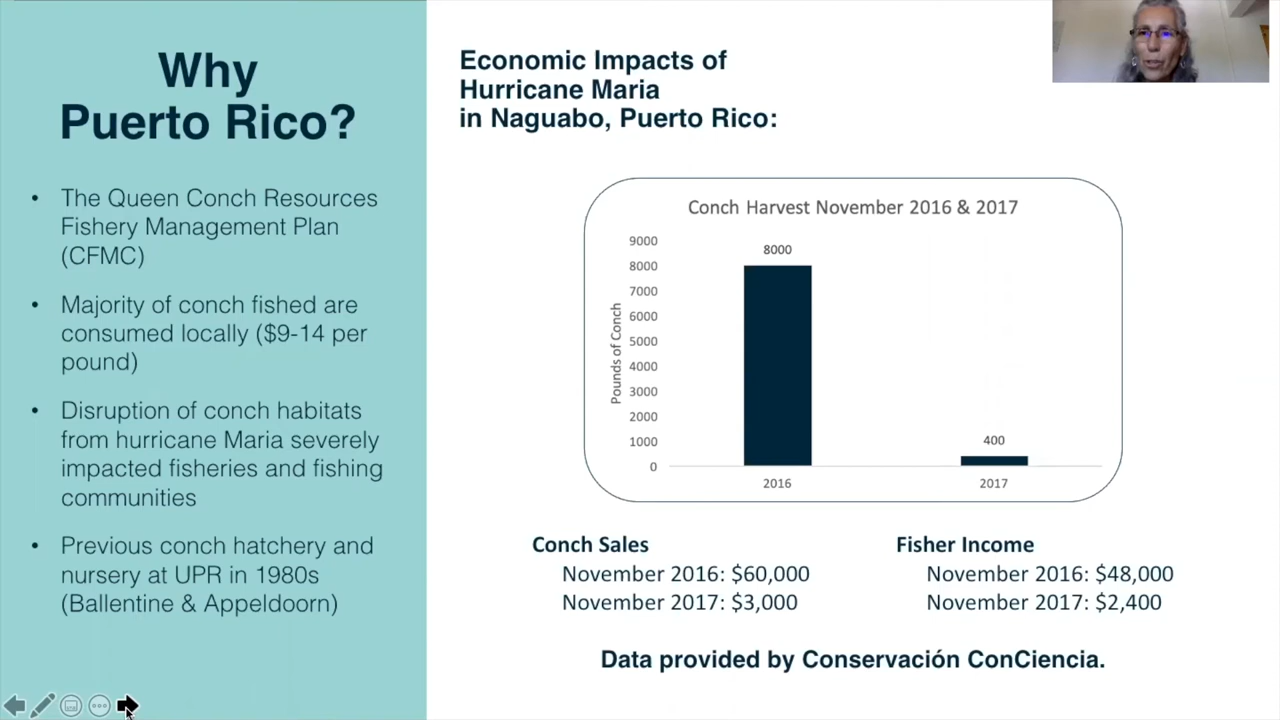 Why
Puerto Rico?
• The Queen Conch Resources
Fishery Management Plan
(CFMC)
• Majority of conch fished are
consumed locally ($9-14 per
pound)
• Disruption of conch habitats
from hurricane Maria severely
impacted fisheries and fishing
communities
• Previous conch hatchery and
nursery at UPR in 1980s
(Ballentine & Appeldoorn)
Economic Impacts of
Hurricane Maria
in Naguabo, Puerto Rico:
Conch Harvest November 2016 & 2017
Pounds of Conch
9000
8000
7000
6000
5000
4000
3000
2000
1000
0
8000
400
2016
2017
Conch Sales
November 2016: $60,000
November 2017: $3,000
Fisher Income
November 2016: $48,000
November 2017: $2,400
Data provided by Conservación ConCiencia.